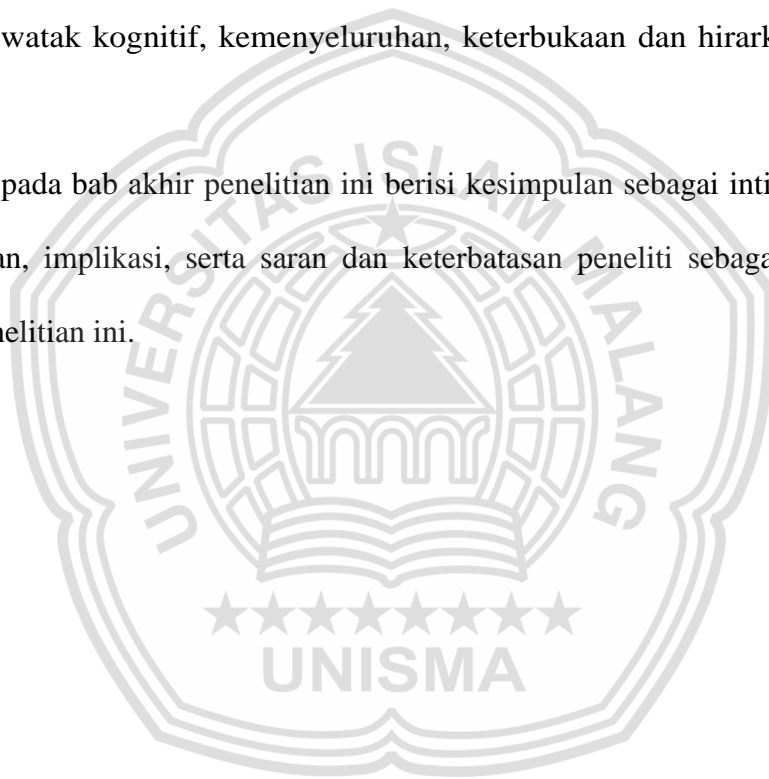 watak kognitif, kemenyeluruhan, keterbukaan dan hirark
pada bab akhir penelitian ini berisi kesimpulan sebagai inti
an, implikasi, serta saran dan keterbatasan peneliti sebaga
nelitian ini.
UNIVERSITAS ISLAM MALANG
UNISMA